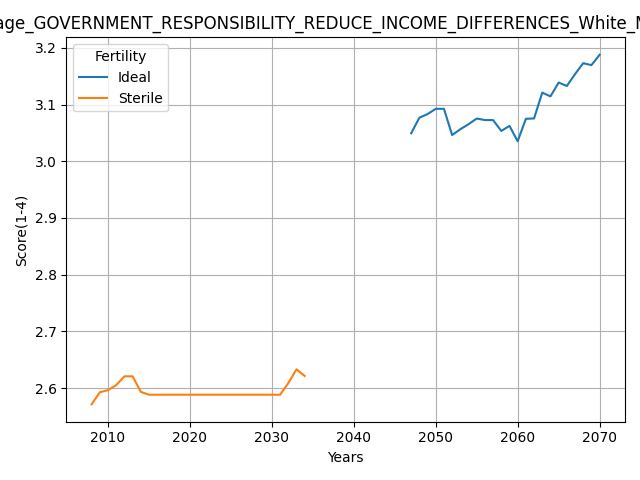 age_GOVERNMENT_RESPONSIBILITY_REDUCE_INCOME_DIFFERENCES_White_
Fertility
Ideal
Sterile
3.2
3.1
3.0
2.9
2.8
2.7
2.6
Score(1-4)
2010 2020 2030 2040 2050 2060 2070
Years